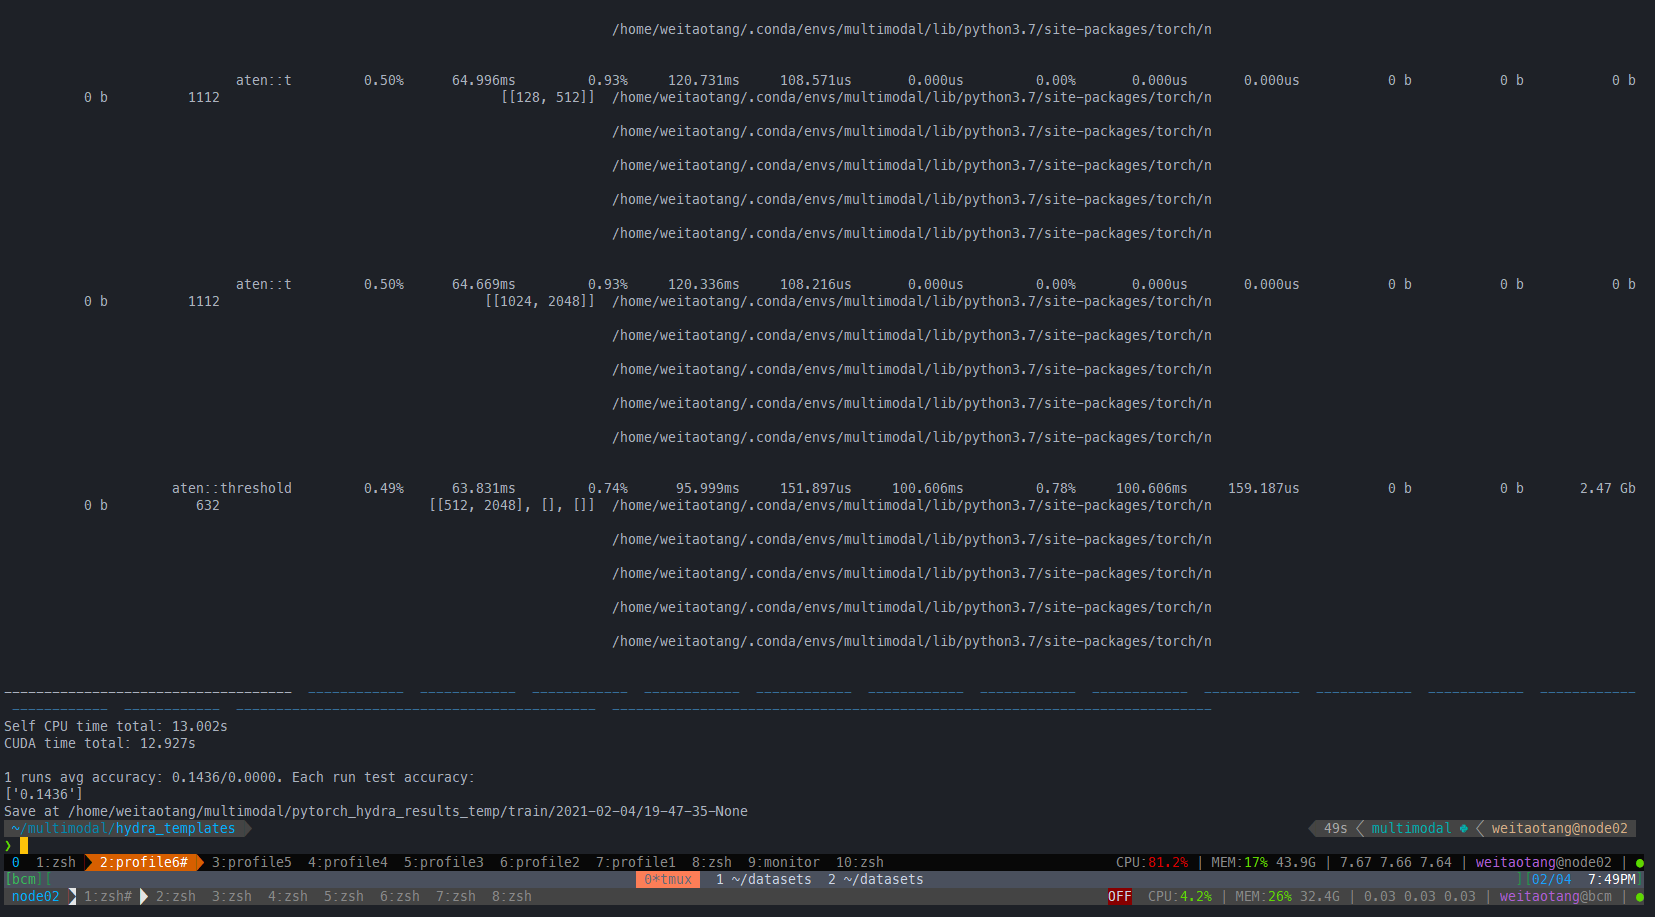 /home/weitaotang/.conda/envs/multimodal/lib/python3.7/site-packages/torch/n
aten::t 0.50% 64.996ms 0.93% 120.731ms 108.571us 0.000us 0.00% 0.000us 0.000us 0 b 0 b 0 b
0 b 1112 [[128, 512]] /home/weitaotang/.conda/envs/multimodal/lib/python3.7/site-packages/torch/n
/home/weitaotang/.conda/envs/multimodal/lib/python3.7/site-packages/torch/n
/home/weitaotang/.conda/envs/multimodal/lib/python3.7/site-packages/torch/n
/home/weitaotang/.conda/envs/multimodal/lib/python3.7/site-packages/torch/n
/home/weitaotang/.conda/envs/multimodal/lib/python3.7/site-packages/torch/n
aten::t 0.50% 64.669ms 0.93% 120.336ms 108.216us 0.000us 0.00% 0.000us 0.000us 0 b 0 b 0 b
0 b 1112 [[1024, 2048]] /home/weitaotang/.conda/envs/multimodal/lib/python3.7/site-packages/torch/n
/home/weitaotang/.conda/envs/multimodal/lib/python3.7/site-packages/torch/n
/home/weitaotang/.conda/envs/multimodal/lib/python3.7/site-packages/torch/n
/home/weitaotang/.conda/envs/multimodal/lib/python3.7/site-packages/torch/n
/home/weitaotang/.conda/envs/multimodal/lib/python3.7/site-packages/torch/n
aten::threshold 0.49% 63.831ms 0.74% 95.999ms 151.897us 100.606ms 0.78% 100.606ms 159.187us 0 b 0 b 2.47 Gb
0 b 632 [[512, 2048], [], []] /home/weitaotang/.conda/envs/multimodal/lib/python3.7/site-packages/torch/n
/home/weitaotang/.conda/envs/multimodal/lib/python3.7/site-packages/torch/n
/home/weitaotang/.conda/envs/multimodal/lib/python3.7/site-packages/torch/n
/home/weitaotang/.conda/envs/multimodal/lib/python3.7/site-packages/torch/n
/home/weitaotang/.conda/envs/multimodal/lib/python3.7/site-packages/torch/n
Self CPU time total: 13.002s
CUDA time total: 12.927s
1 runs avg accuracy: 0.1436/0.0000. Each run test accuracy:
['0.1436']
Save at /home/weitaotang/multimodal/pytorch_hydra_results_temp/train/2021-02-04/19-47-35-None
~/multimodal/hydra_templates 49s multimodal weitaotang@node02
❯
0 1:zsh 2:profile6# 3:profile5 4:profile4 5:profile3 6:profile2 7:profile1 8:zsh 9:monitor 10:zsh CPU:81.2% | MEM:17% 43.9G | 7.67 7.66 7.64 | weitaotang@node02 | ●
[bcm][ 0*tmux 1 ~/datasets 2 ~/datasets ][02/04 7:49PM]
node02 1:zsh# 2:zsh 3:zsh 4:zsh 5:zsh 6:zsh 7:zsh 8:zsh OFF CPU:4.2% | MEM:26% 32.4G | 0.03 0.03 0.03 | weitaotang@bcm | ●